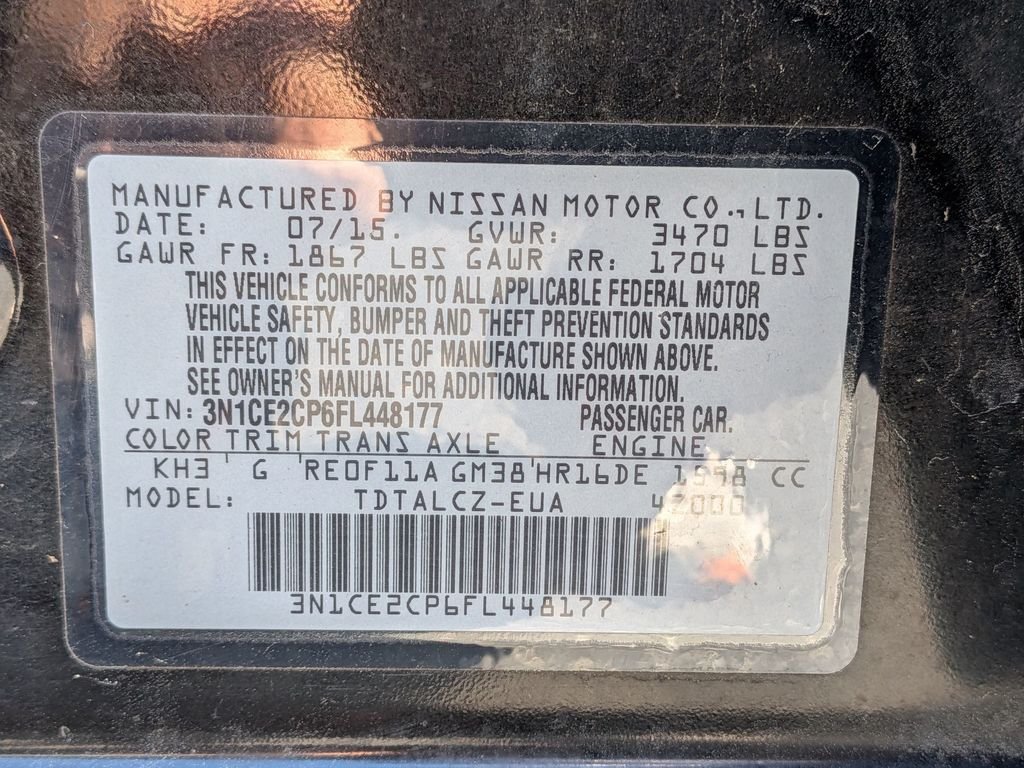 MANUFACTURED BY NISSAN MOTOR CO., LTD.
DATE: 07/15. GVWR: 3470 LBS
GAWR FR: 1867 LBS GAWR RR: 1704 LBS
THIS VEHICLE CONFORMS TO ALL APPLICABLE FEDERAL MOTOR
VEHICLE SAFETY, BUMPER AND THEFT PREVENTION STANDARDS
IN EFFECT ON THE DATE OF MANUFACTURE SHOWN ABOVE.
SEE OWNER'S MANUAL FOR ADDITIONAL INFORMATION.
VIN: 3N1CE2CP6FL448177 PASSENGER CAR.
COLOR TRIM TRANS AXLE ENGINE
KH3 G RE0F11A GM38 HR16DE 1598 CC
MODEL: TDTALCZ-EUA 4Z000
3N1CE2CP6FL448177